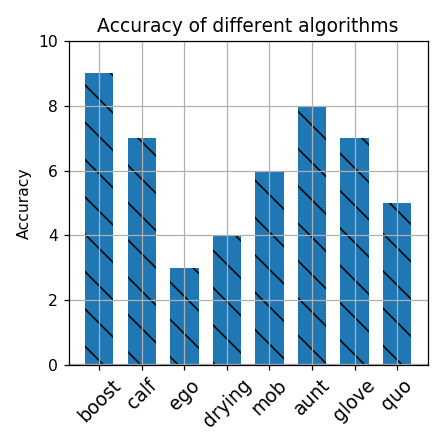 Accuracy of different algorithms
Accuracy
10
8
6
4
2
0
boost calf ego drying mob aunt glove quo